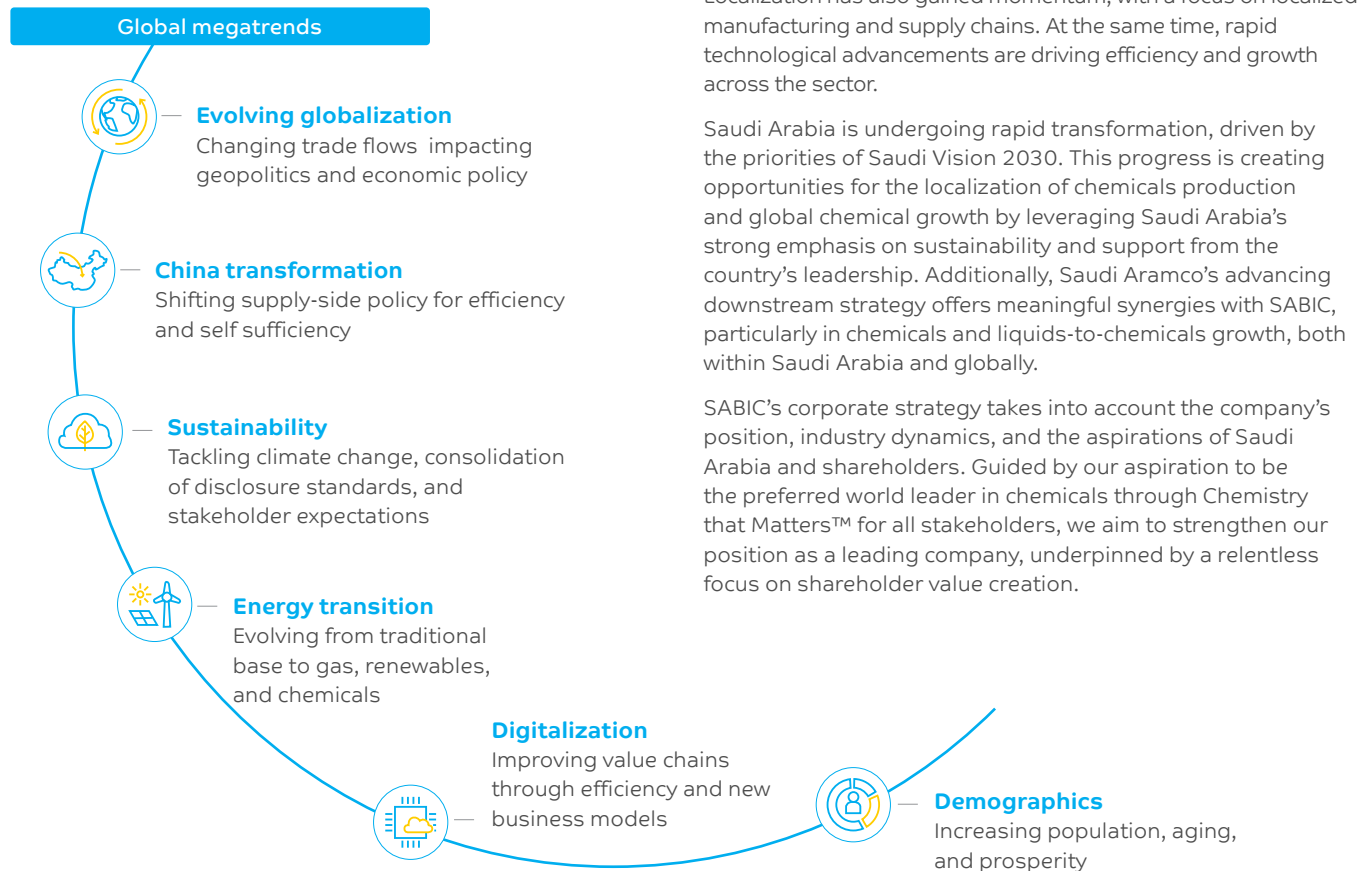 Global megatrends
Evolving globalization
Changing trade flows impacting
geopolitics and economic policy
China transformation
Shifting supply-side policy for efficiency
and self sufficiency
Sustainability
Tackling climate change, consolidation
of disclosure standards, and
stakeholder expectations
Energy transition
Evolving from traditional
base to gas, renewables,
and chemicals
Digitalization
Improving value chains
through efficiency and new
business models
Demographics
Increasing population, aging,
and prosperity
Localization has also gained momentum, with a focus on localized
manufacturing and supply chains. At the same time, rapid
technological advancements are driving efficiency and growth
across the sector.
Saudi Arabia is undergoing rapid transformation, driven by
the priorities of Saudi Vision 2030. This progress is creating
opportunities for the localization of chemicals production
and global chemical growth by leveraging Saudi Arabia's
strong emphasis on sustainability and support from the
country's leadership. Additionally, Saudi Aramco's advancing
downstream strategy offers meaningful synergies with SABIC,
particularly in chemicals and liquids-to-chemicals growth, both
within Saudi Arabia and globally.
SABIC's corporate strategy takes into account the company's
position, industry dynamics, and the aspirations of Saudi
Arabia and shareholders. Guided by our aspiration to be
the preferred world leader in chemicals through Chemistry
that Matters™ for all stakeholders, we aim to strengthen our
position as a leading company, underpinned by a relentless
focus on shareholder value creation.